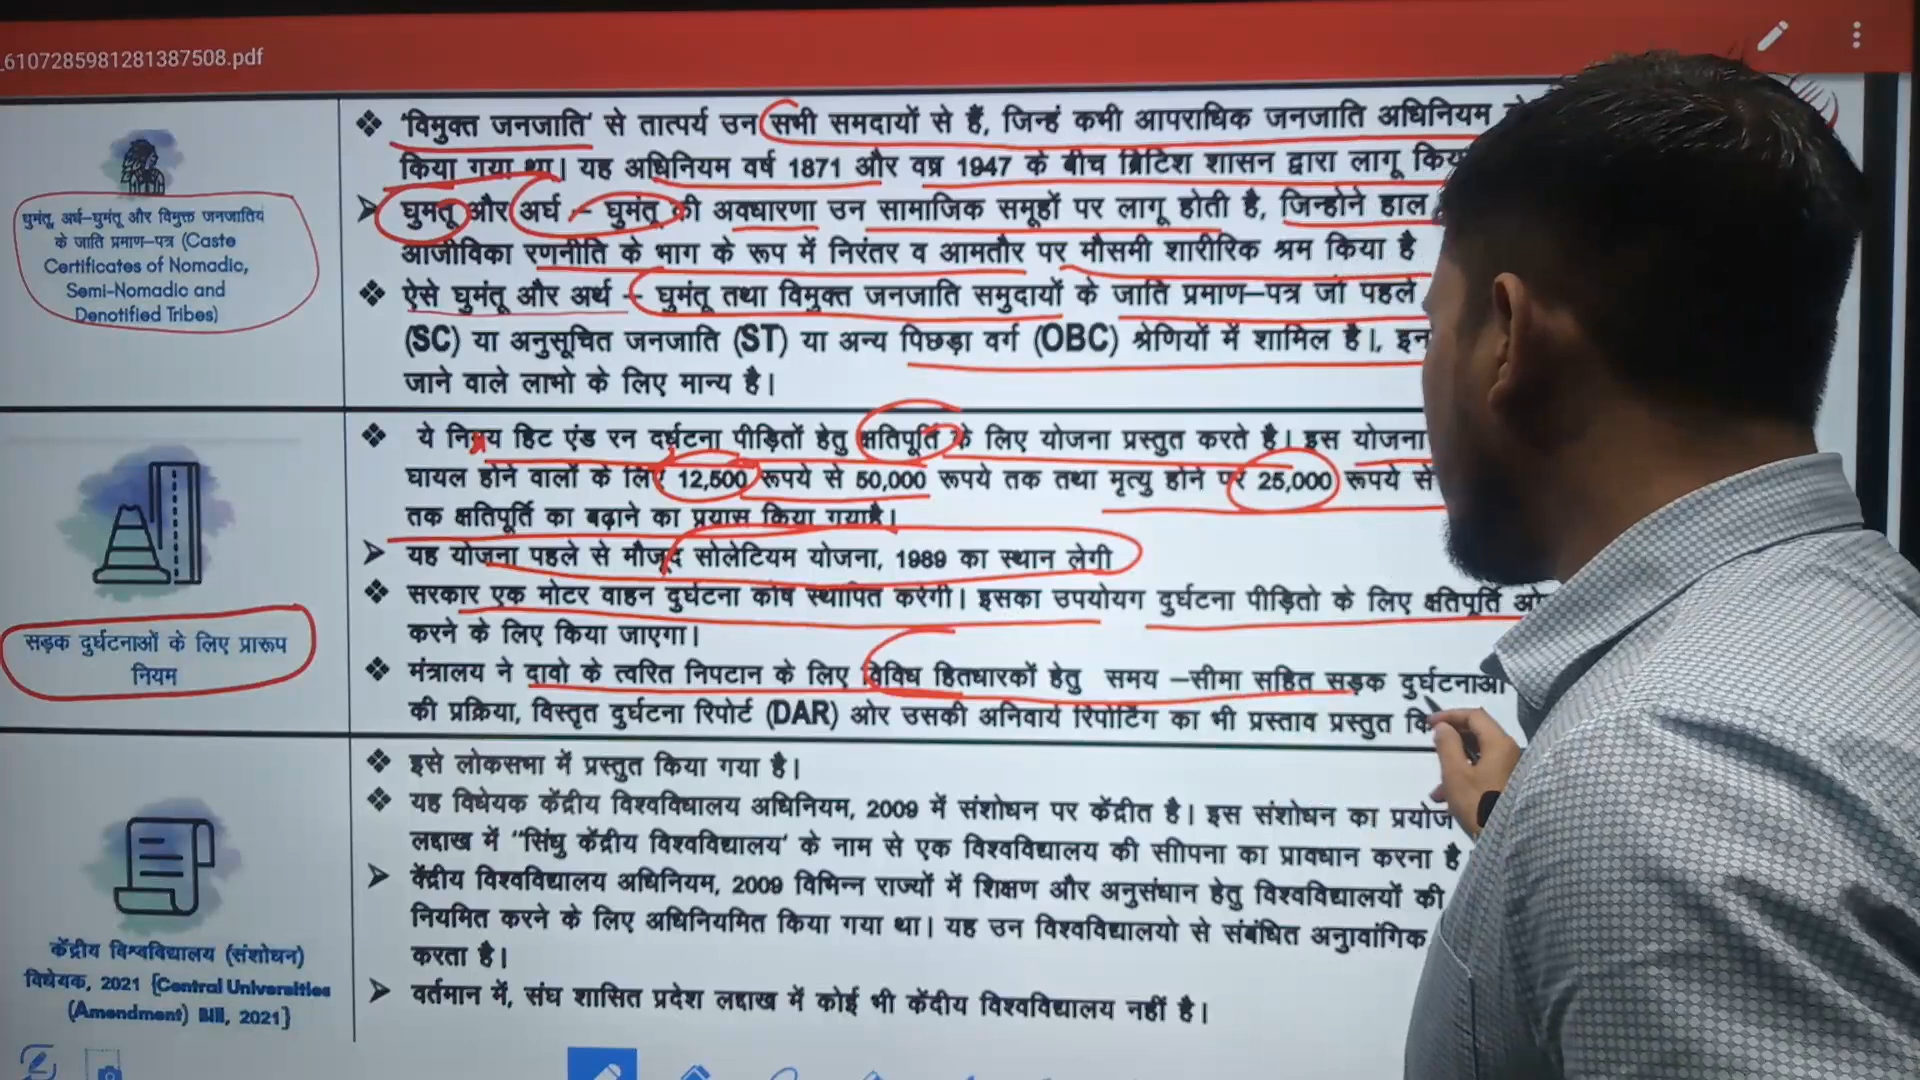 _6107285981281387508.pdf
घुमंतू, अर्ध–घुमंतू और विमुक्त जनजातियं
के जाति प्रमाण–पत्र (Caste
Certificates of Nomadic,
Semi-Nomadic and
Denotified Tribes)
'विमुक्त जनजाति' से तात्पर्य उन सभी समदायों से हैं, जिन्हं कभी आपराधिक जनजाति अधिनियम
किया गया था। यह अधिनियम वर्ष 1871 और वष्र 1947 के बीच ब्रिटिश शासन द्वारा लागू किय
घुमंतू और अर्घ – घुमंतू की अवधारणा उन सामाजिक समूहों पर लागू होती है, जिन्होने हाल
आजीविका रणनीति के भाग के रूप में निरंतर व आमतौर पर मौसमी शारीरिक श्रम किया है
ऐसे घुमंतू और अर्थ – घुमंतू तथा विमुक्त जनजाति समुदायों के जाति प्रमाण–पत्र जो पहले
(SC) या अनुसूचित जनजाति (ST) या अन्य पिछड़ा वर्ग (OBC) श्रेणियों में शामिल है।, इन
जाने वाले लाभो के लिए मान्य है।
सड़क दुर्घटनाओं के लिए प्रारूप
नियम
ये हिट एंड रन दर्घटना पीड़ितों हेतु क्षतिपूर्ति के लिए योजना प्रस्तुत करते है। इस योजना
घायल होने वालों के लिए 12,500 रूपये से 50,000 रूपये तक तथा मृत्यु होने पर 25,000 रूपये से
तक क्षतिपूर्ति का बढ़ाने का प्रयास किया गयाहै।
यह योजना पहले से मौजूद सोलेटियम योजना, 1989 का स्थान लेगी
सरकार एक मोटर वाहन दुर्घटना कोष स्थापित करेगी। इसका उपयोयग दुर्घटना पीड़ितो के लिए क्षतिपूर्ति ओ
करने के लिए किया जाएगा।
मंत्रालय ने दावो के त्वरित निपटान के लिए विविध हितधारकों हेतु समय –सीमा सहित सड़क दुर्घटनाओ
की प्रक्रिया, विस्तृत दुर्घटना रिपोर्ट (DAR) ओर उसकी अनिवार्य रिपोर्टिंग का भी प्रस्ताव प्रस्तुत कि
केंद्रीय विश्वविद्यालय (संशोधन)
विधेयक, 2021 {Central Universities
(Amendment) Bill, 2021}
इसे लोकसभा में प्रस्तुत किया गया है।
यह विधेयक केंद्रीय विश्वविद्यालय अधिनियम, 2009 में संशोधन पर केंद्रीत है। इस संशोधन का प्रयोज
लद्दाख में "सिंधु केंद्रीय विश्वविद्यालय' के नाम से एक विश्वविद्यालय की साीपना का प्रावधान करना है
केंद्रीय विश्वविद्यालय अधिनियम, 2009 विभिन्न राज्यों में शिक्षण और अनुसंधान हेतु विश्वविद्यालयों की
नियमित करने के लिए अधिनियमित किया गया था। यह उन विश्वविद्यालयो से संबंधित अनुावांगिक
करता है।
वर्तमान में, संघ शासित प्रदेश लद्दाख में कोई भी केंदीय विश्वविद्यालय नहीं है।